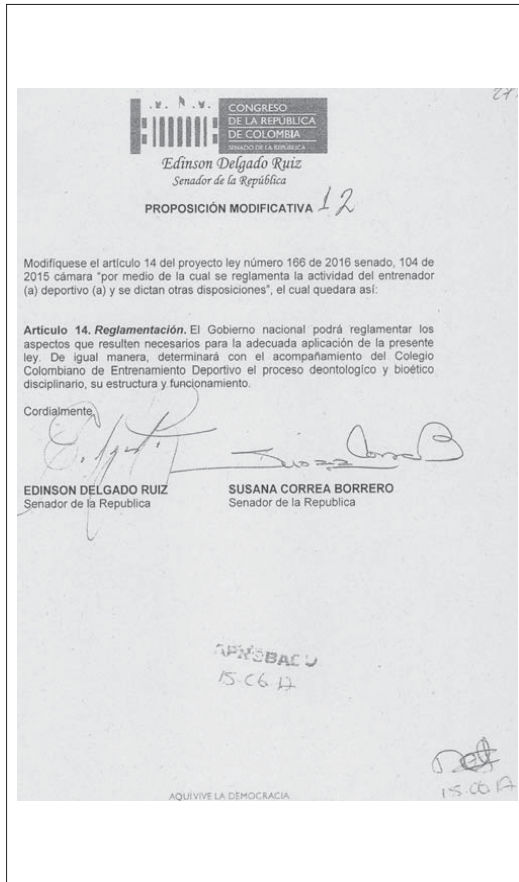 27
CONGRESO
DE LA REPÚBLICA
DE COLOMBIA
SENADO DE LA REPÚBLICA
Edinson Delgado Ruiz
Senador de la República
PROPOSICIÓN MODIFICATIVA 12
Modifíquese el artículo 14 del proyecto ley número 166 de 2016 senado, 104 de
2015 cámara "por medio de la cual se reglamenta la actividad del entrenador
(a) deportivo (a) y se dictan otras disposiciones", el cual quedara así:
Artículo 14. Reglamentación. El Gobierno nacional podrá reglamentar los
aspectos que resulten necesarios para la adecuada aplicación de la presente
ley. De igual manera, determinará con el acompañamiento del Colegio
Colombiano de Entrenamiento Deportivo el proceso deontologíco y bioético
disciplinario, su estructura y funcionamiento.
Cordialmente,
EDINSON DELGADO RUIZ SUSANA CORREA BORRERO
Senador de la Republica Senador de la Republica
APROBADO
15-06-17
15-06-17
AQUÍ VIVE LA DEMOCRACIA